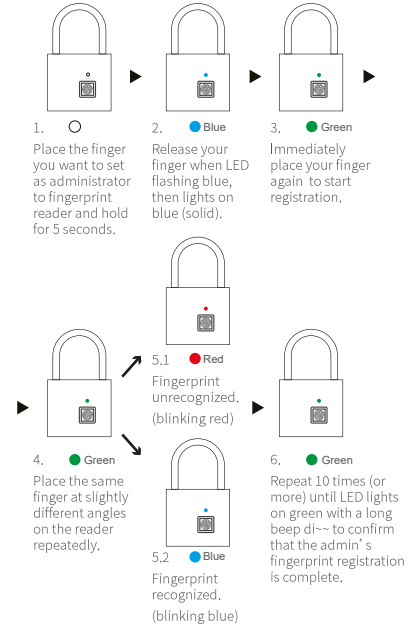 1.
Place the finger
you want to set
as administrator
to fingerprint
reader and hold
for 5 seconds.
2. Blue
Release your
finger when LED
flashing blue,
then lights on
blue (solid).
3. Green
Immediately
place your finger
again to start
registration.
4. Green
Place the same
finger at slightly
different angles
on the reader
repeatedly.
5.1 Red
Fingerprint
unrecognized.
(blinking red)
5.2 Blue
Fingerprint
recognized.
(blinking blue)
6. Green
Repeat 10 times (or
more) until LED lights
on green with a long
beep di~~ to confirm
that the admin's
fingerprint registration
is complete.